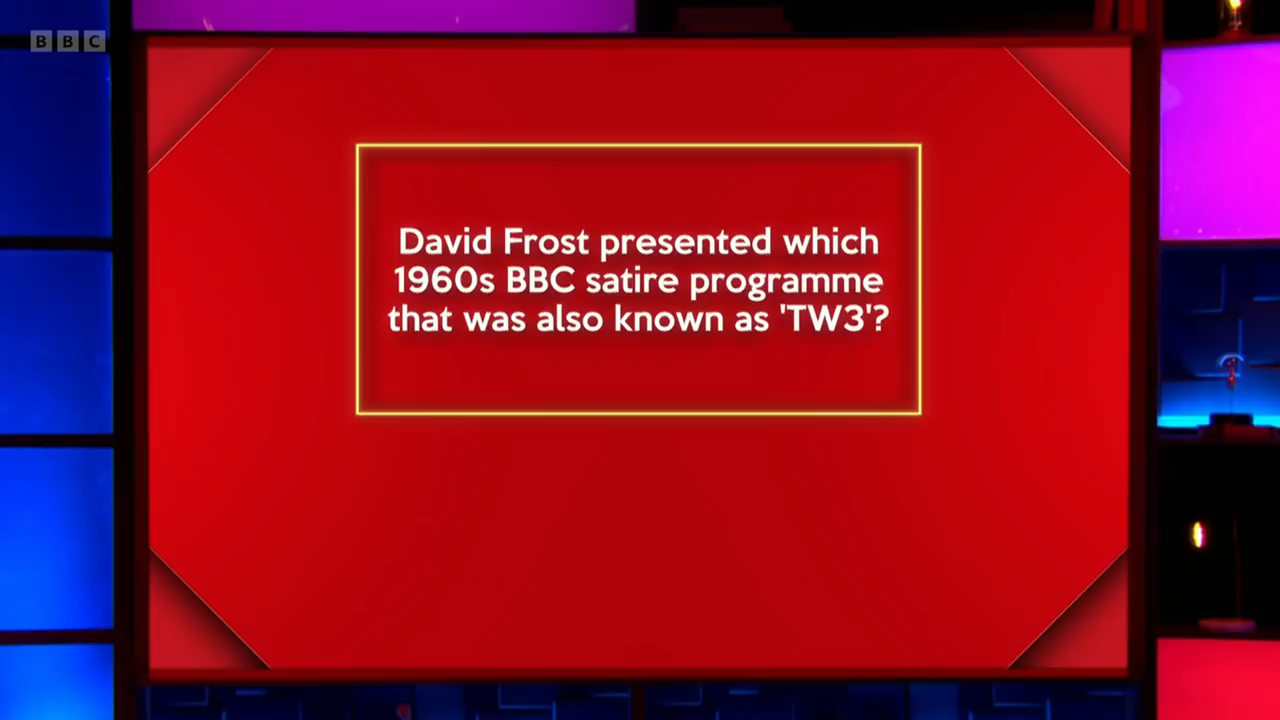 BBC
David Frost presented which
1960s BBC satire programme
that was also known as 'TW3'?